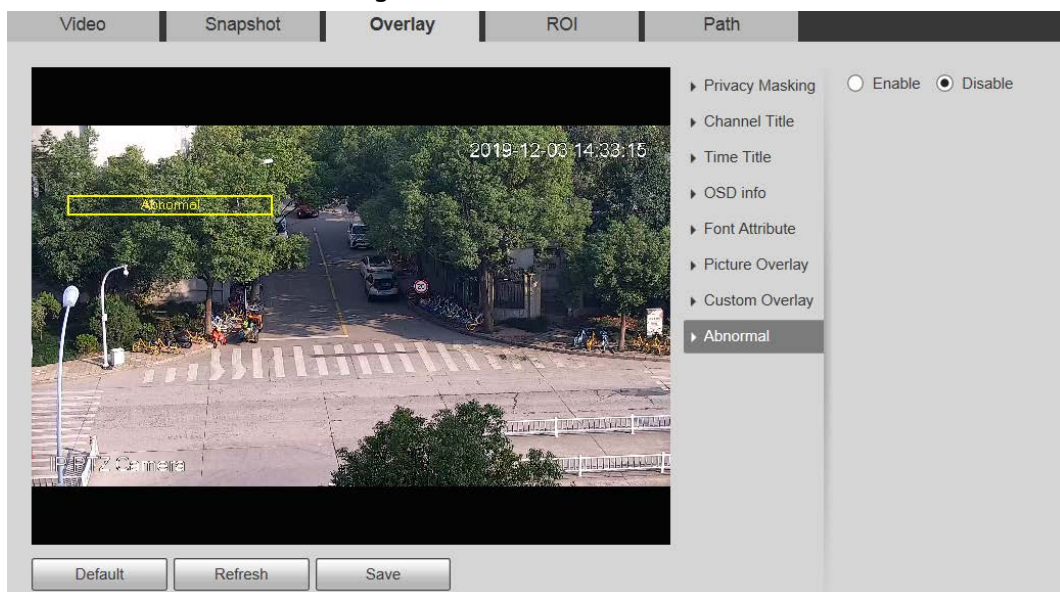 Video Snapshot Overlay ROI Path
Privacy Masking
Channel Title
Time Title
OSD info
Font Attribute
Picture Overlay
Custom Overlay
Abnormal
Enable Disable
2019-12-03 14:33:15
Abnormal
IP PTZ Camera
Default Refresh Save